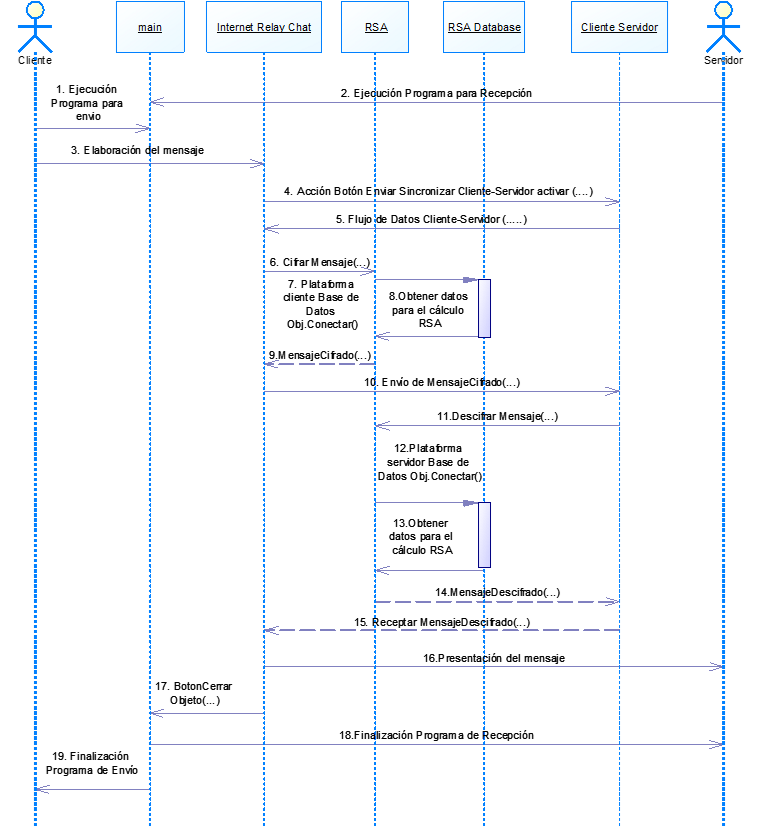 main
Internet Relay Chat
RSA
RSA Database
Cliente Servidor
Cliente
Servidor
1. Ejecución
Programa para
envio
2. Ejecución Programa para Recepción
3. Elaboración del mensaje
4. Acción Botón Enviar Sincronizar Cliente-Servidor activar (....)
5. Flujo de Datos Cliente-Servidor (.....)
6. Cifrar Mensaje(...)
7. Plataforma
cliente Base de
Datos
Obj.Conectar()
8.Obtener datos
para el cálculo
RSA
9.MensajeCifrado(...)
10. Envío de MensajeCifrado(...)
11.Descifrar Mensaje(...)
12.Plataforma
servidor Base de
Datos Obj.Conectar()
13.Obtener
datos para el
cálculo RSA
14.MensajeDescifrado(...)
15. Receptar MensajeDescifrado(...)
16.Presentación del mensaje
17. BotonCerrar
Objeto(...)
18.Finalización Programa de Recepción
19. Finalización
Programa de Envío